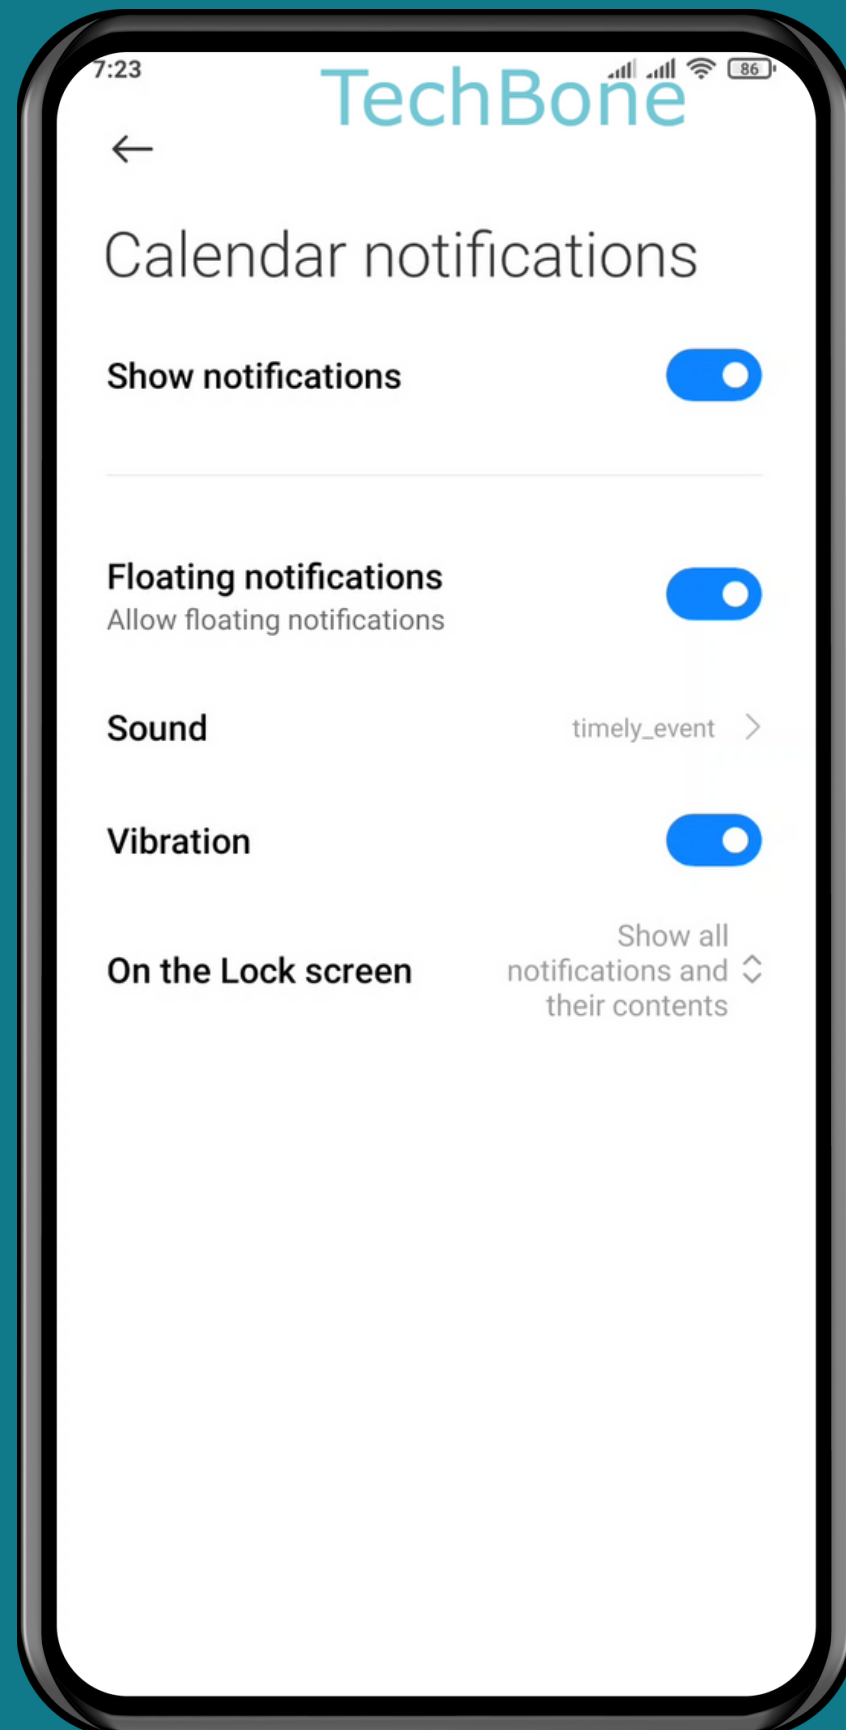 7:23
TechBone
86
Calendar notifications
Show notifications
Floating notifications
Allow floating notifications
Sound
timely_event
Vibration
On the Lock screen
Show all
notifications and
their contents